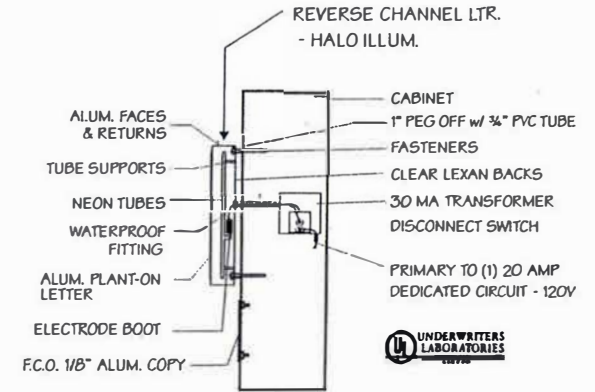 REVERSE CHANNEL LTR.
- HALO ILLUM.
ALUM. FACES
& RETURNS
TUBE SUPPORTS
NEON TUBES
WATERPROOF
FITTING
ALUM. PLANT-ON
LETTER
ELECTRODE BOOT
F.C.O. 1/8" ALUM. COPY
CABINET
1" PEG OFF w/ ¾" PVC TUBE
FASTENERS
CLEAR LEXAN BACKS
30 MA TRANSFORMER
DISCONNECT SWITCH
PRIMARY TO (1) 20 AMP
DEDICATED CIRCUIT - 120V
UL UNDERWRITERS
LABORATORIES